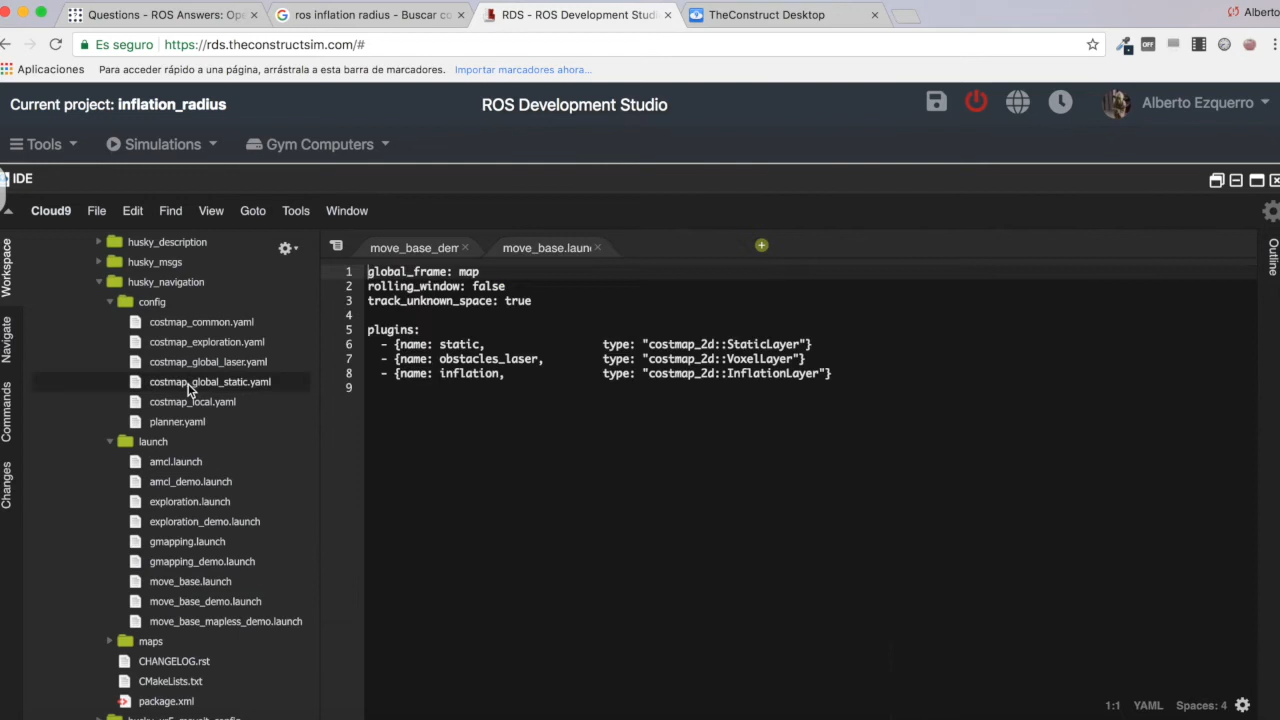 Questions - ROS Answers: Ope
ros inflation radius - Buscar co
RDS - ROS Development Studio
TheConstruct Desktop
Alberto
Es seguro
https://rds.theconstructsim.com/#
OFF
Aplicaciones
Para acceder rápido a una página, arrástrala a esta barra de marcadores.
Importar marcadores ahora...
Current project: inflation_radius
ROS Development Studio
Alberto Ezquerro
Tools
Simulations
Gym Computers
IDE
Cloud9
File
Edit
Find
View
Goto
Tools
Window
Workspace
Navigate
Commands
Changes
husky_description
husky_msgs
husky_navigation
config
costmap_common.yaml
costmap_exploration.yaml
costmap_global_laser.yaml
costmap_global_static.yaml
costmap_local.yaml
planner.yaml
launch
amcl.launch
amcl_demo.launch
exploration.launch
exploration_demo.launch
gmapping.launch
gmapping_demo.launch
move_base.launch
move_base_demo.launch
move_base_mapless_demo.launch
maps
CHANGELOG.rst
CMakeLists.txt
package.xml
move_base_dem
move_base.launc
1 global_frame: map
2 rolling_window: false
3 track_unknown_space: true
4
5 plugins:
6 - {name: static, type: "costmap_2d::StaticLayer"}
7 - {name: obstacles_laser, type: "costmap_2d::VoxelLayer"}
8 - {name: inflation, type: "costmap_2d::InflationLayer"}
9
Outline
1:1
YAML
Spaces: 4